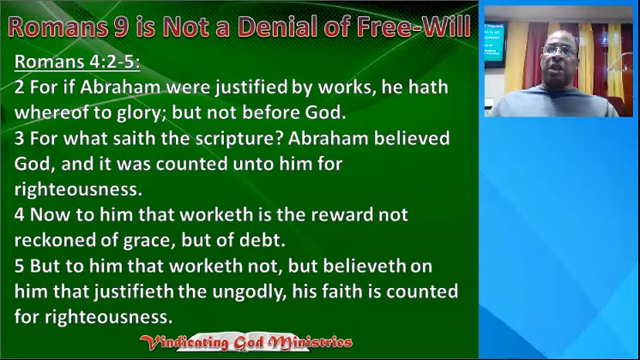 Romans 9 is Not a Denial of Free-Will
Romans 4:2-5:
2 For if Abraham were justified by works, he hath
whereof to glory; but not before God.
3 For what saith the scripture? Abraham believed
God, and it was counted unto him for
righteousness.
4 Now to him that worketh is the reward not
reckoned of grace, but of debt.
5 But to him that worketh not, but believeth on
him that justifieth the ungodly, his faith is counted
for righteousness.
Vindicating God Ministries